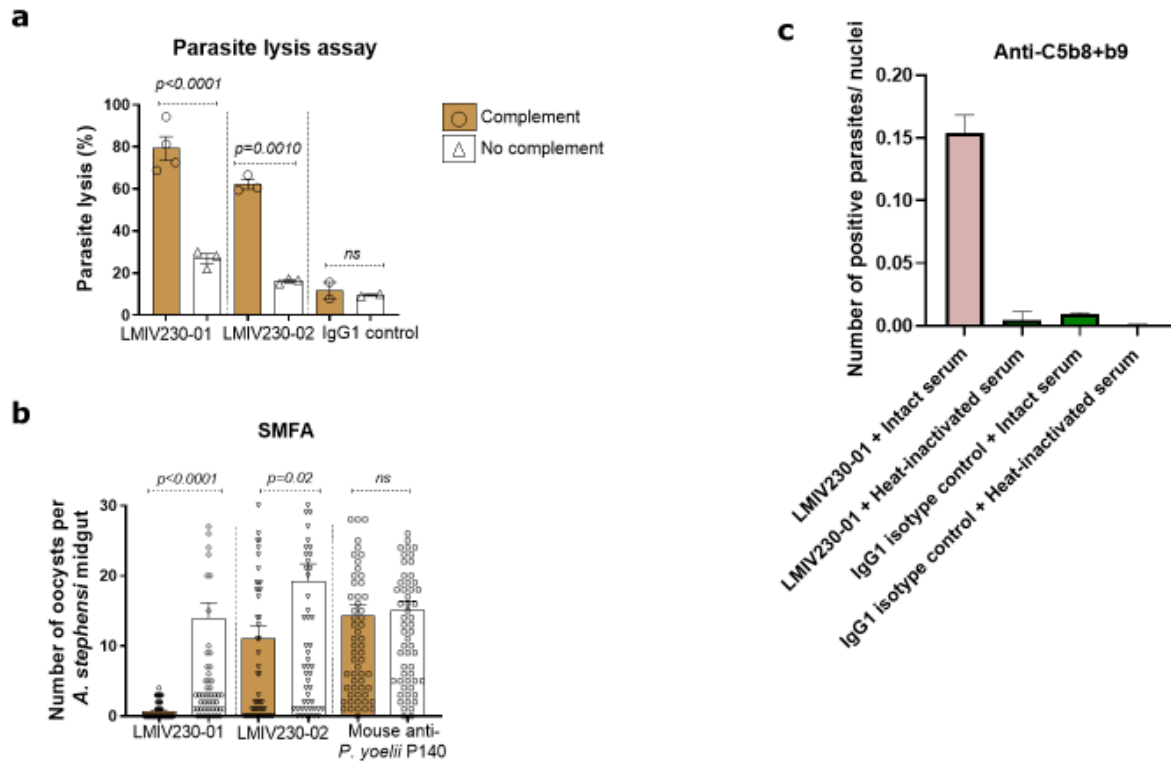 a
Parasite lysis assay
p<0.0001
p=0.0010
ns
Complement
No complement
Parasite lysis (%)
100
80
60
40
20
0
LMIV230-01
LMIV230-02
IgG1 control
b
SMFA
p<0.0001
p=0.02
ns
Number of oocysts per
A. stephensi midgut
30
20
10
0
LMIV230-01
LMIV230-02
Mouse anti-
P. yoelii P140
c
Anti-C5b8+b9
Number of positive parasites/ nuclei
0.20
0.15
0.10
0.05
0.00
LMIV230-01 + Intact serum
LMIV230-01 + Heat-inactivated serum
IgG1 isotype control + Intact serum
IgG1 isotype control + Heat-inactivated serum